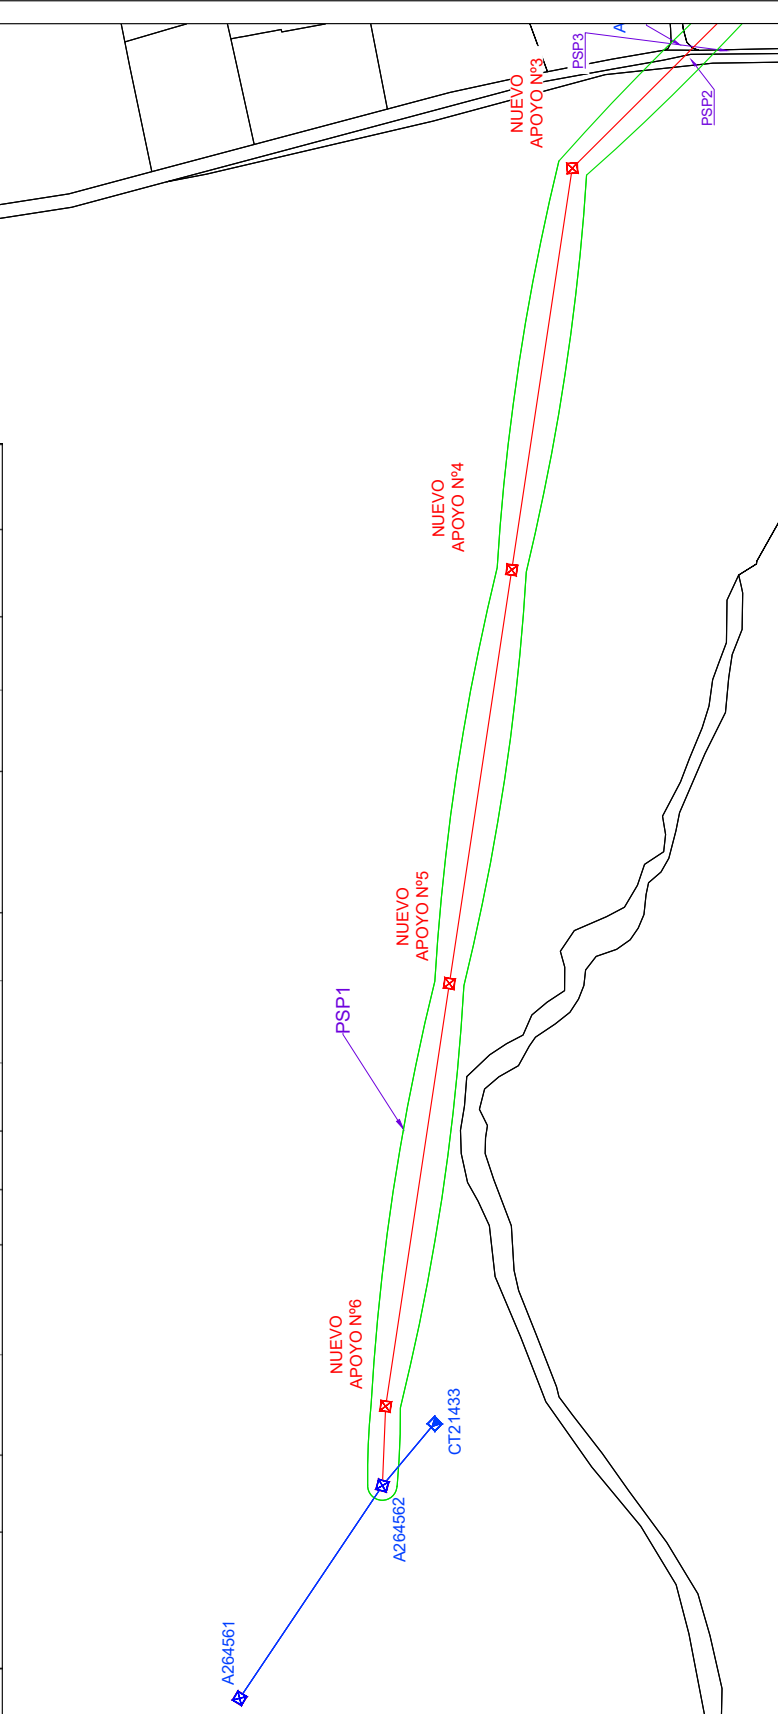 A
PSP3
PSP2
NUEVO
APOYO Nº3
NUEVO
APOYO Nº4
NUEVO
APOYO Nº5
PSP1
NUEVO
APOYO Nº6
CT21433
A264562
A264561